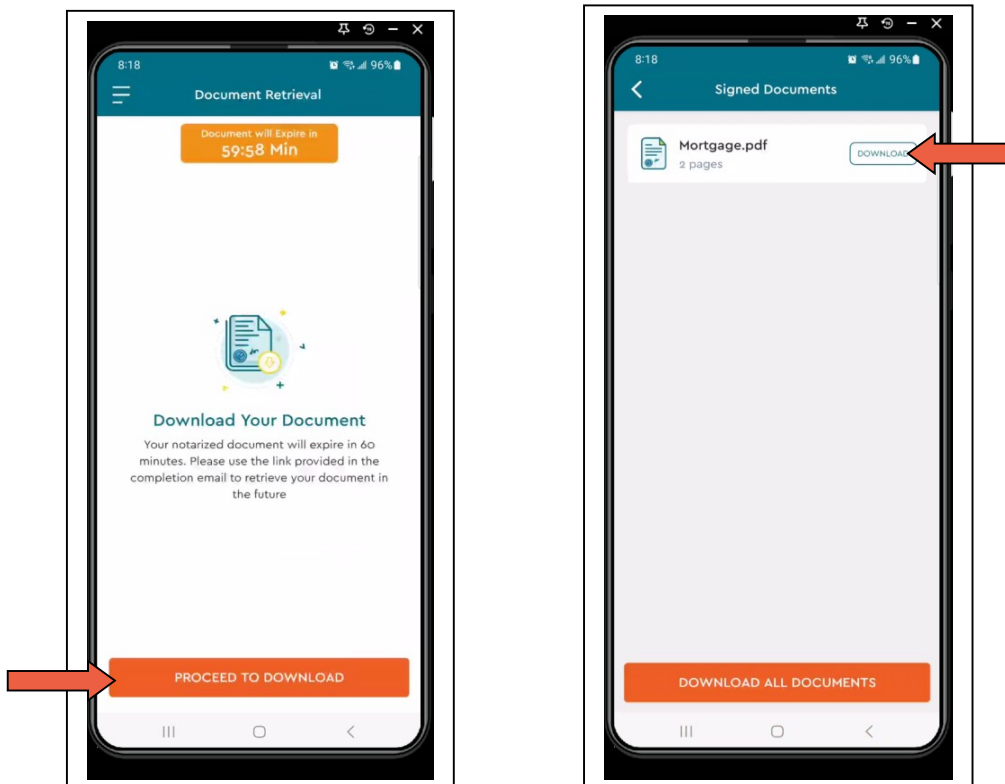 8:18
96%
Document Retrieval
Document will Expire in
59:58 Min
Download Your Document
Your notarized document will expire in 60
minutes. Please use the link provided in the
completion email to retrieve your document in
the future
PROCEED TO DOWNLOAD
8:18
96%
Signed Documents
Mortgage.pdf
DOWNLOAD
2 pages
DOWNLOAD ALL DOCUMENTS